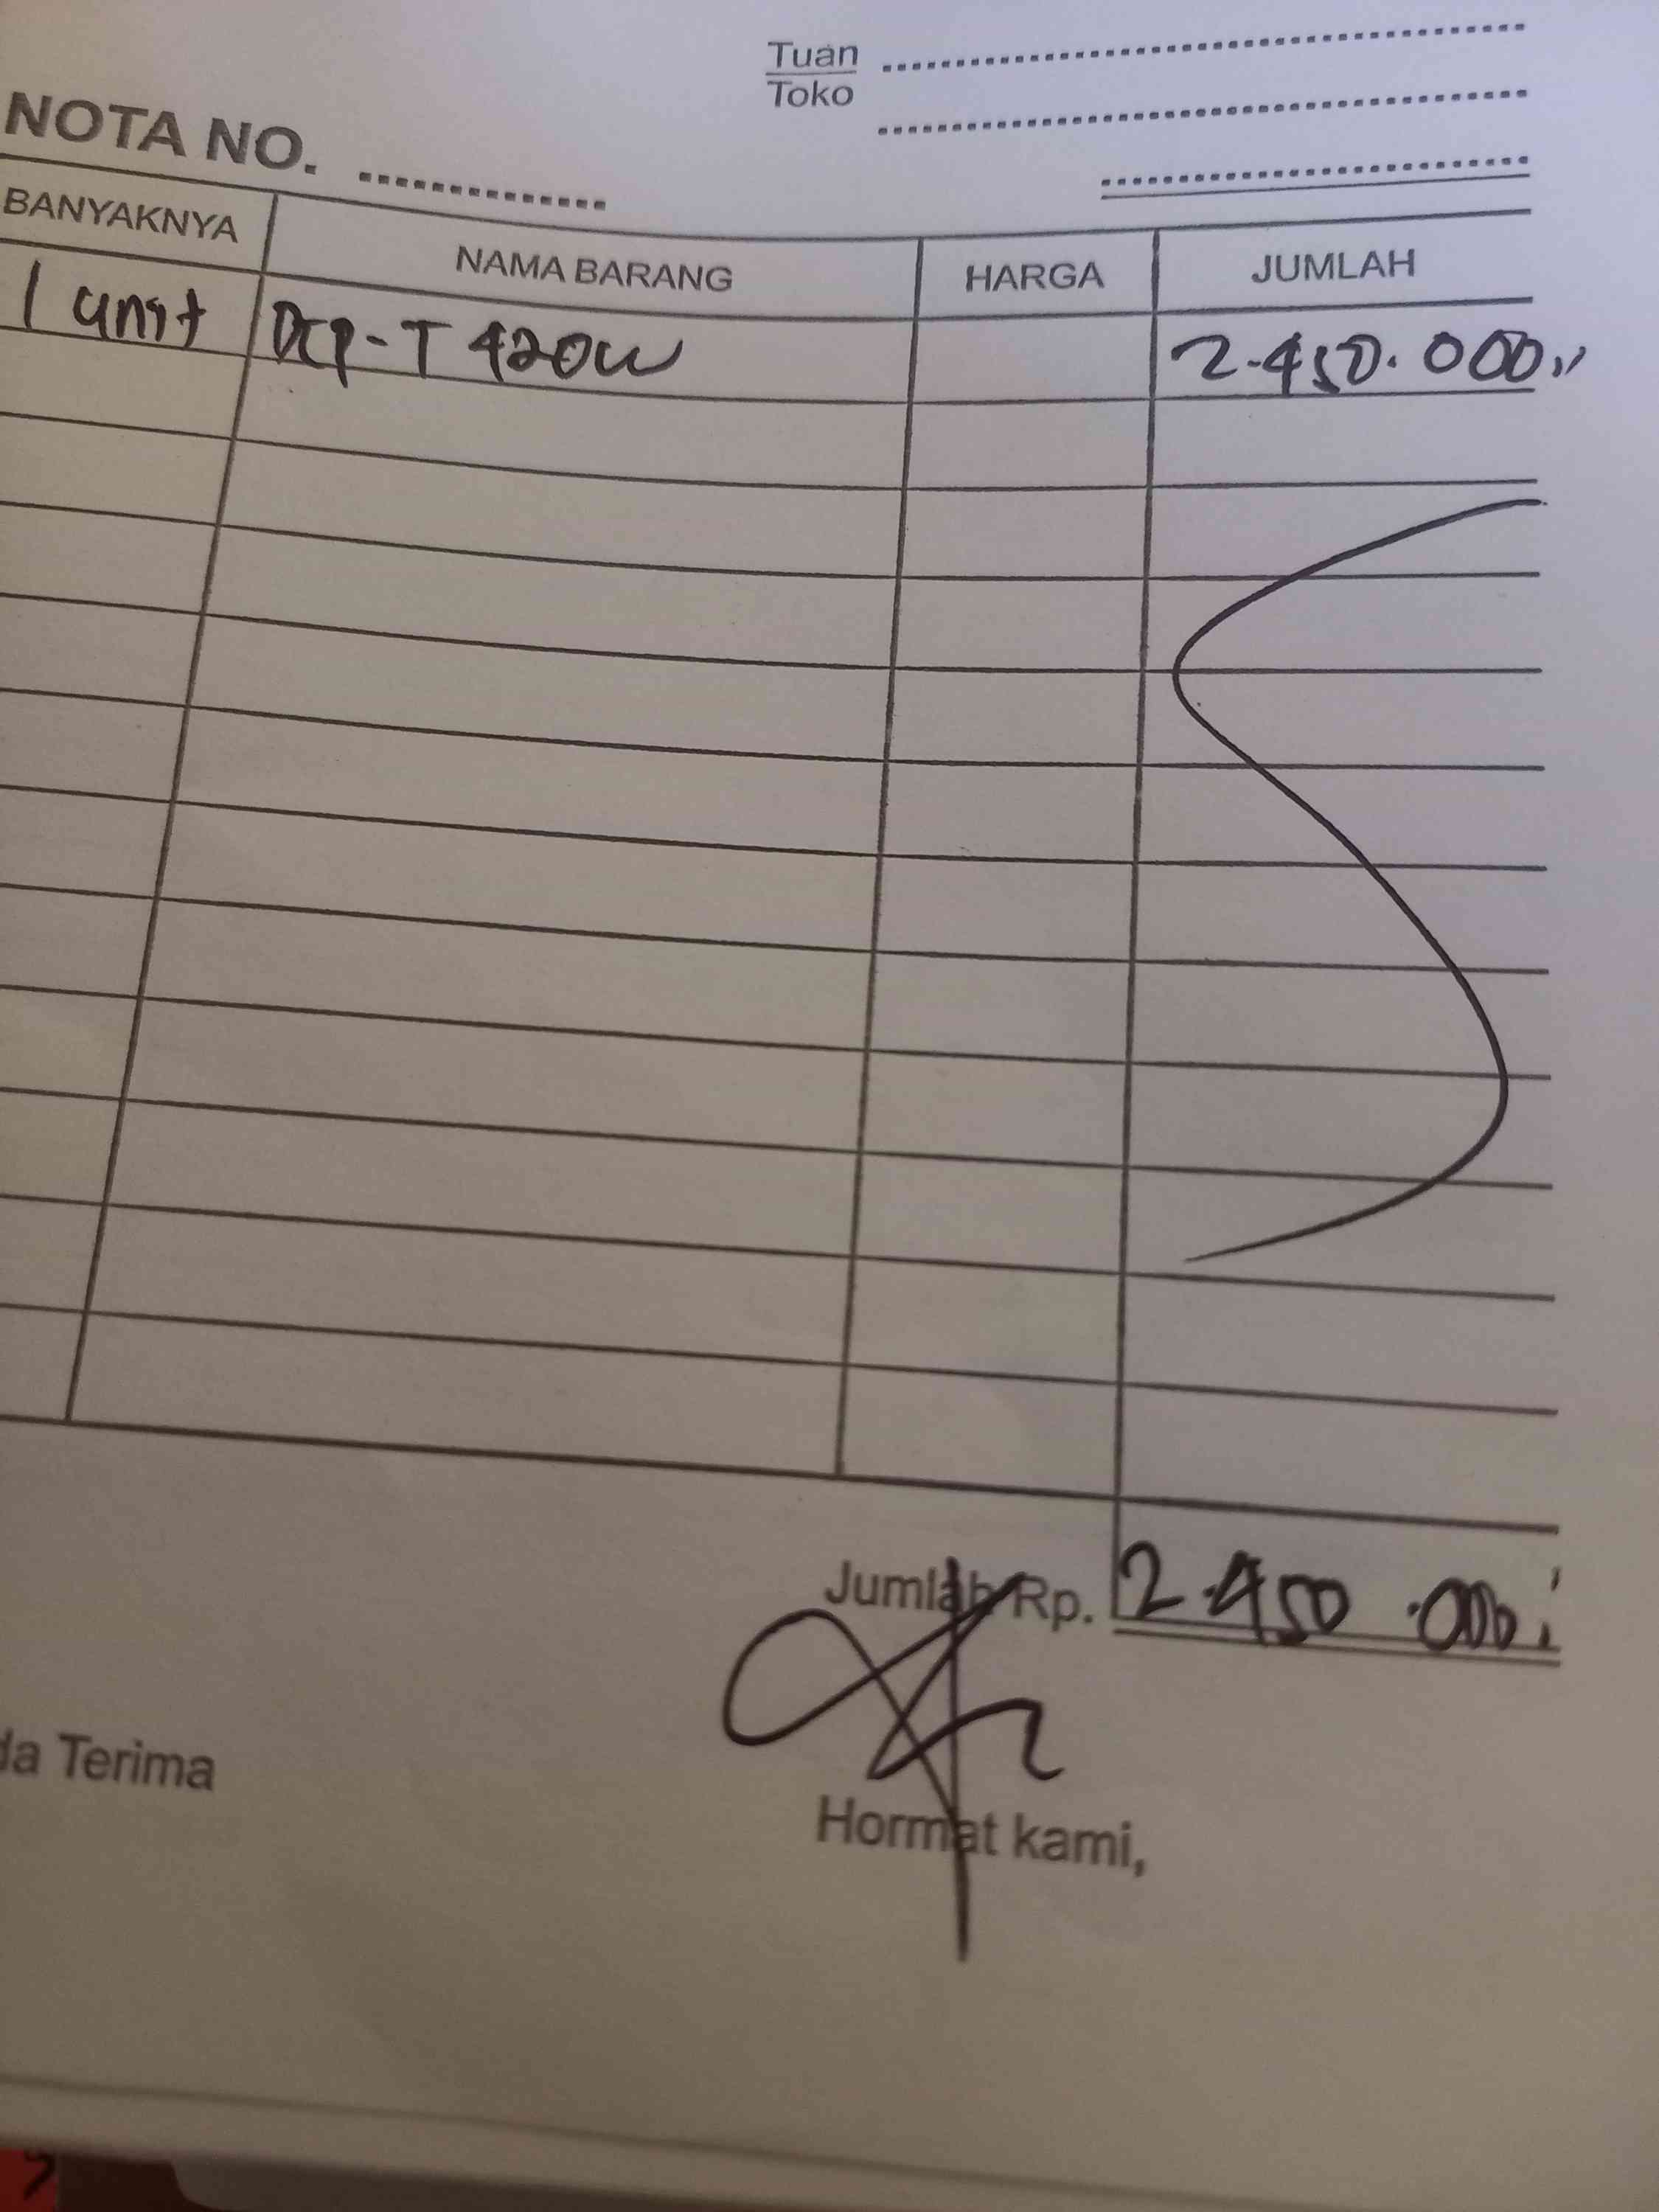 Tuan
Toko
NOTA NO.
BANYAKNYA NAMA BARANG HARGA JUMLAH
1 unit DCP-T 420W 2.450.000,,
Jumlah Rp. 2.450.000,
da Terima
Hormat kami,